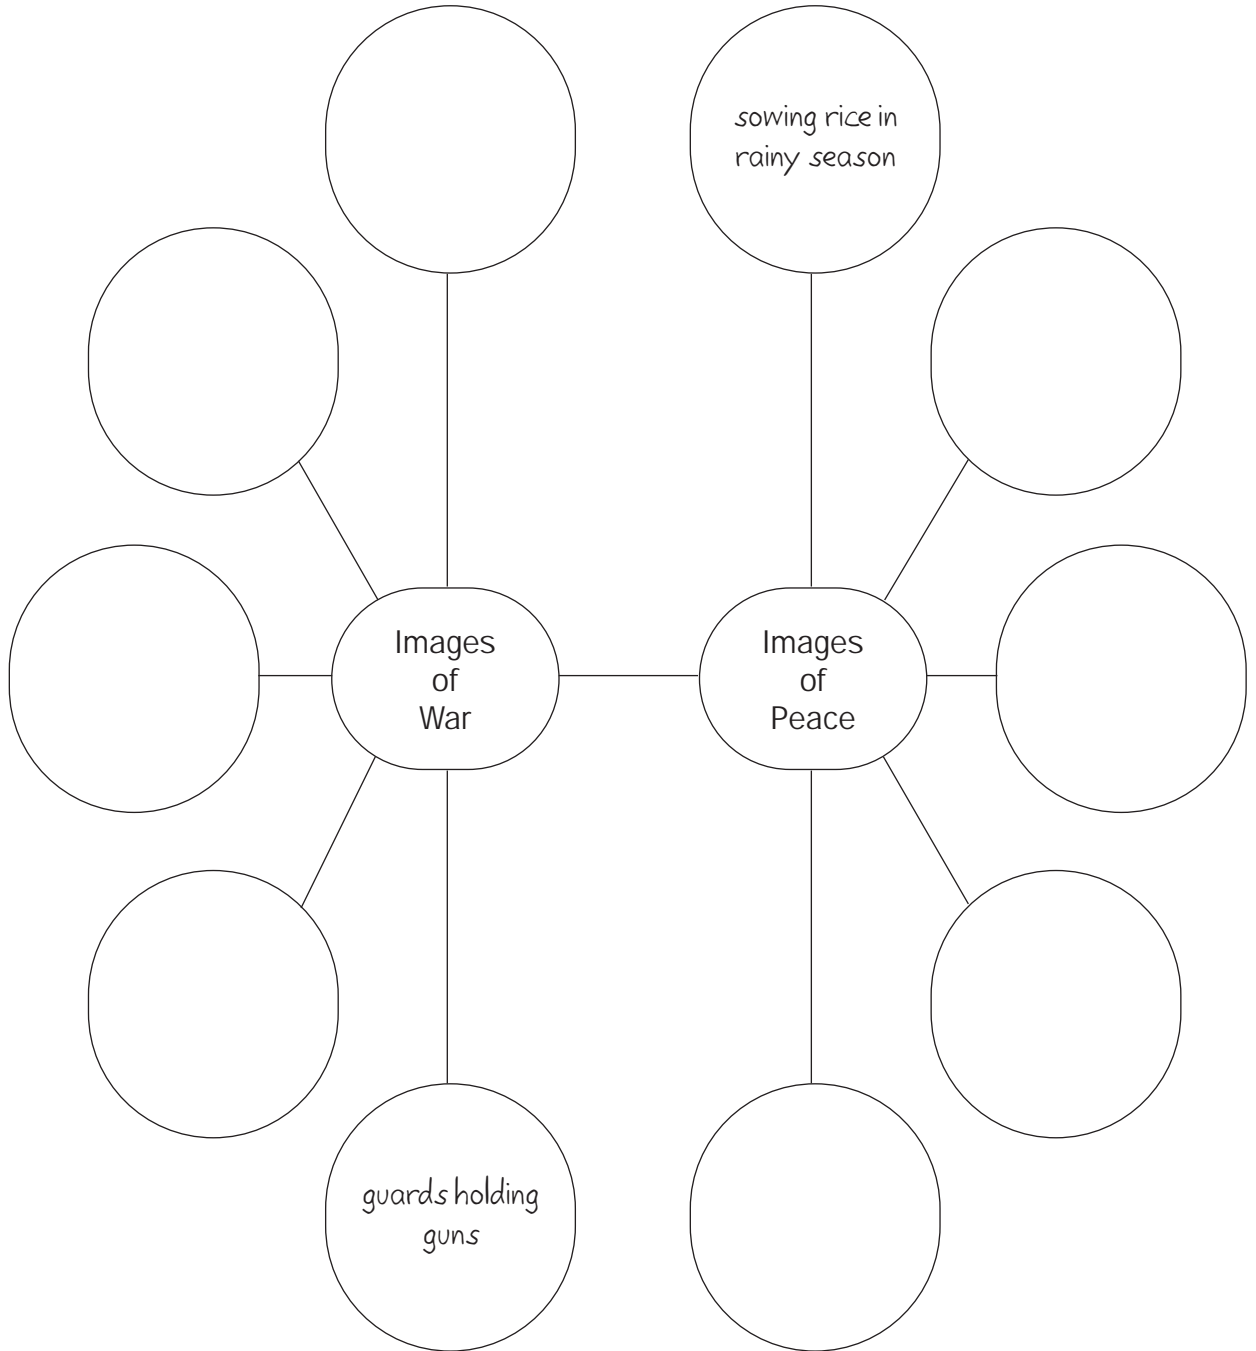 sowing rice in
rainy season
Images
of
War
Images
of
Peace
guards holding
guns